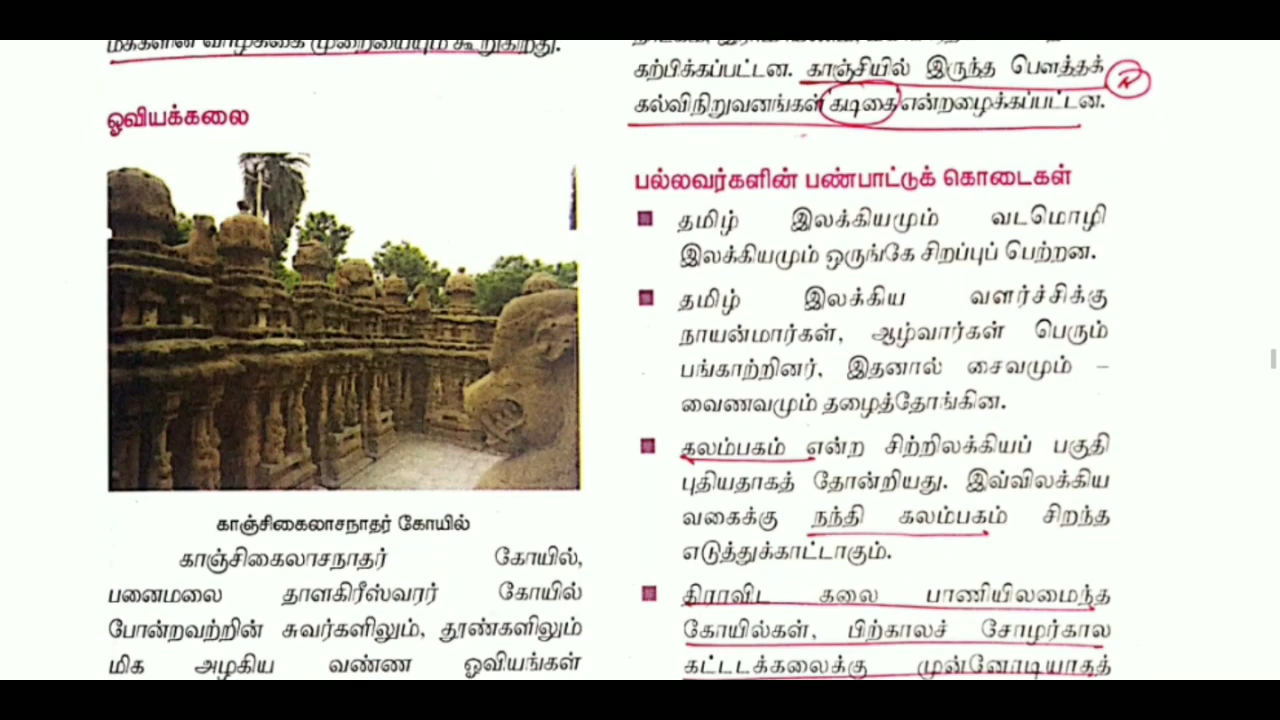 மக்களின் வாழ்க்கை முறையையும் கூறுகிறது.
ஓவியக்கலை
காஞ்சிகைலாசநாதர் கோயில்
காஞ்சிகைலாசநாதர் கோயில்,
பனைமலை தாளகிரீஸ்வரர் கோயில்
போன்றவற்றின் சுவர்களிலும், தூண்களிலும்
மிக அழகிய வண்ண ஓவியங்கள்
கற்பிக்கப்பட்டன. காஞ்சியில் இருந்த பௌத்தக்
கல்விநிறுவனங்கள் கடிகை என்றழைக்கப்பட்டன.
பல்லவர்களின் பண்பாட்டுக் கொடைகள்
தமிழ் இலக்கியமும் வடமொழி
இலக்கியமும் ஒருங்கே சிறப்புப் பெற்றன.
தமிழ் இலக்கிய வளர்ச்சிக்கு
நாயன்மார்கள், ஆழ்வார்கள் பெரும்
பங்காற்றினர், இதனால் சைவமும் –
வைணவமும் தழைத்தோங்கின.
கலம்பகம் என்ற சிற்றிலக்கியப் பகுதி
புதியதாகத் தோன்றியது. இவ்விலக்கிய
வகைக்கு நந்தி கலம்பகம் சிறந்த
எடுத்துக்காட்டாகும்.
திராவிட கலை பாணியிலமைந்த
கோயில்கள், பிற்காலச் சோழர்கால
கட்டடக்கலைக்கு முன்னோடியாகத்